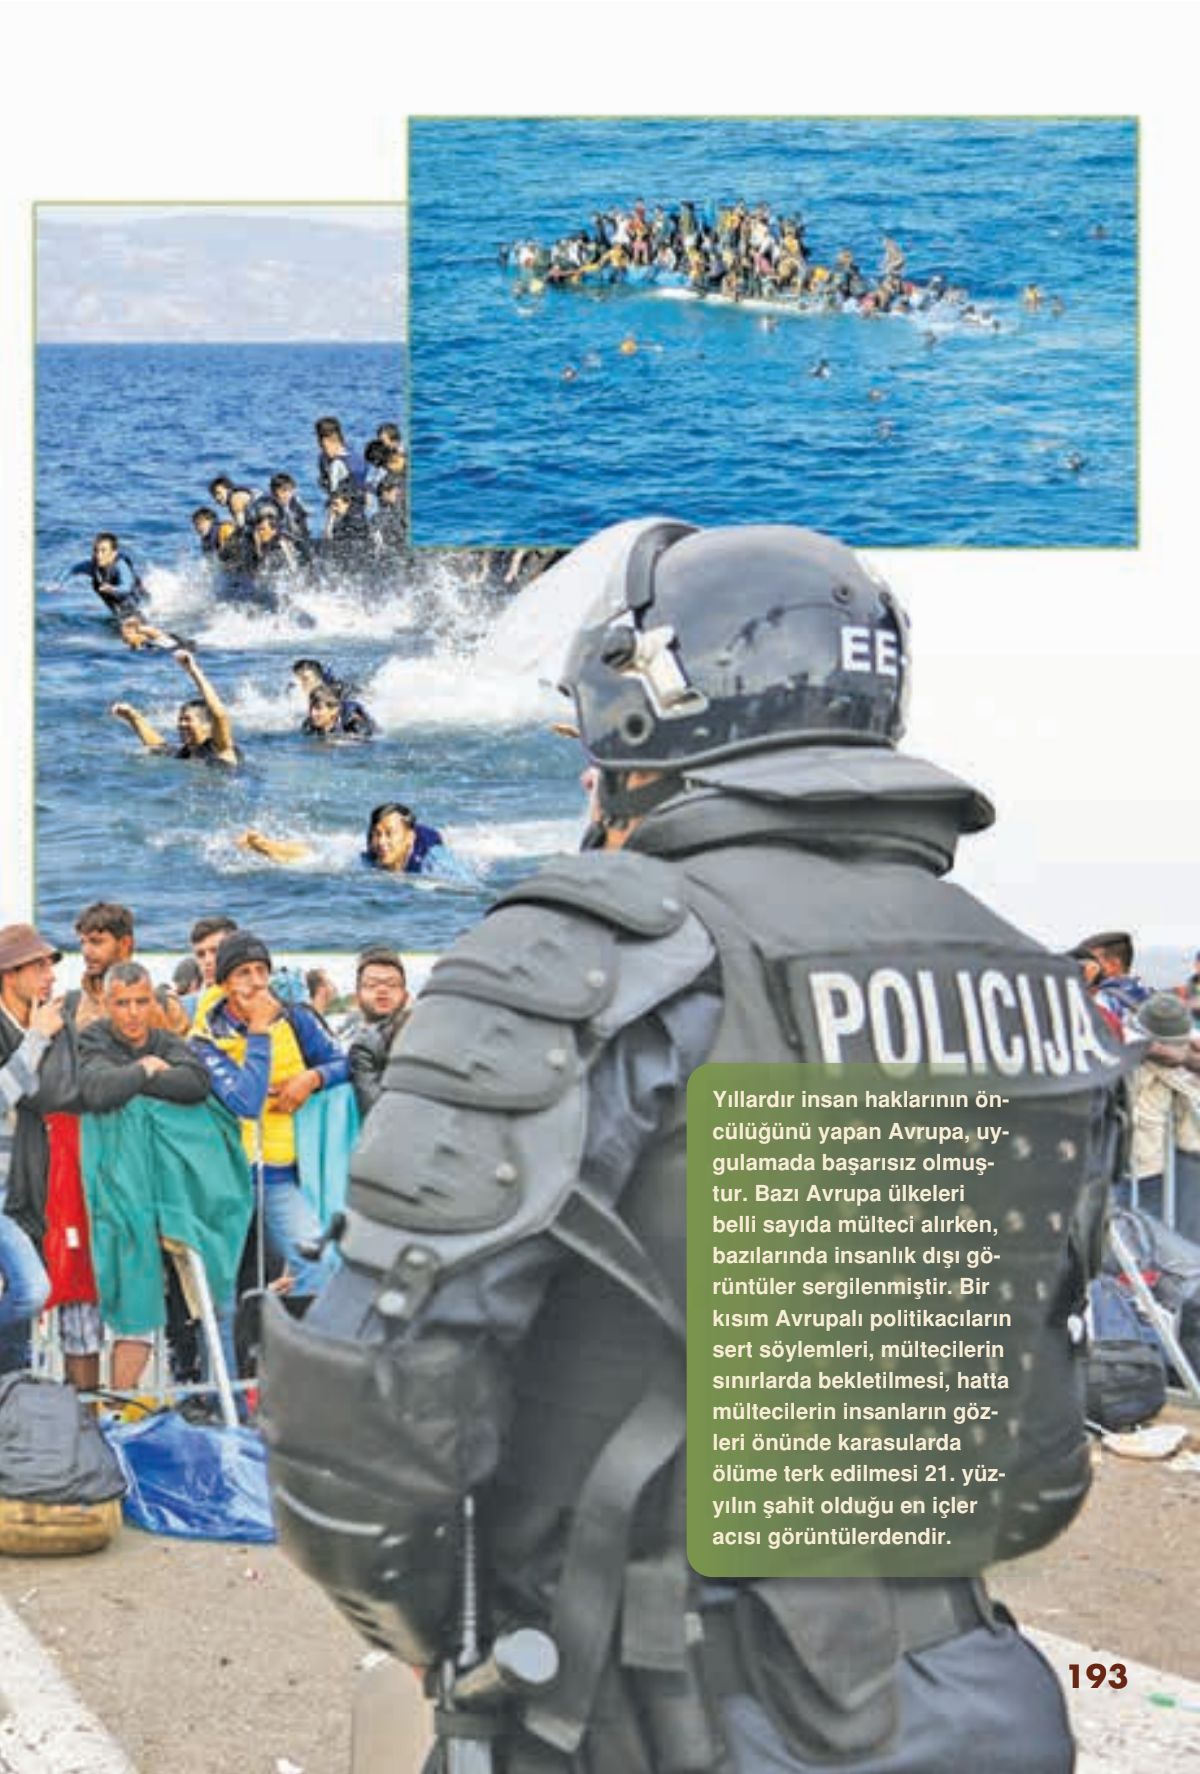 EE-
POLICIJA
Yıllardır insan haklarının ön-
cülüğünü yapan Avrupa, uy-
gulamada başarısız olmuş-
tur. Bazı Avrupa ülkeleri
belli sayıda mülteci alırken,
bazılarında insanlık dışı gö-
rüntüler sergilenmiştir. Bir
kısım Avrupalı politikacıların
sert söylemleri, mültecilerin
sınırlarda bekletilmesi, hatta
mültecilerin insanların göz-
leri önünde karasularda
ölüme terk edilmesi 21. yüz-
yılın şahit olduğu en içler
acısı görüntülerdendir.
193